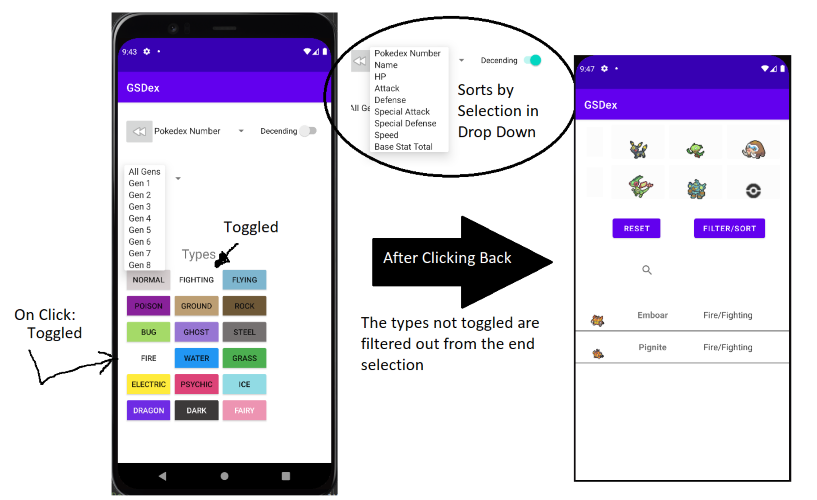 9:43
GSDex
Pokedex Number
Decending
All Gens
Gen 1
Gen 2
Gen 3
Gen 4
Gen 5
Gen 6
Gen 7
Gen 8
Types
Toggled
NORMAL FIGHTING FLYING
POISON GROUND ROCK
BUG GHOST STEEL
FIRE WATER GRASS
ELECTRIC PSYCHIC ICE
DRAGON DARK FAIRY
On Click:
Toggled
Pokedex Number
Name
HP
Attack
Defense
Special Attack
Special Defense
Speed
Base Stat Total
Decending
All Ge
Sorts by
Selection in
Drop Down
After Clicking Back
The types not toggled are
filtered out from the end
selection
9:47
GSDex
RESET FILTER/SORT
Emboar Fire/Fighting
Pignite Fire/Fighting